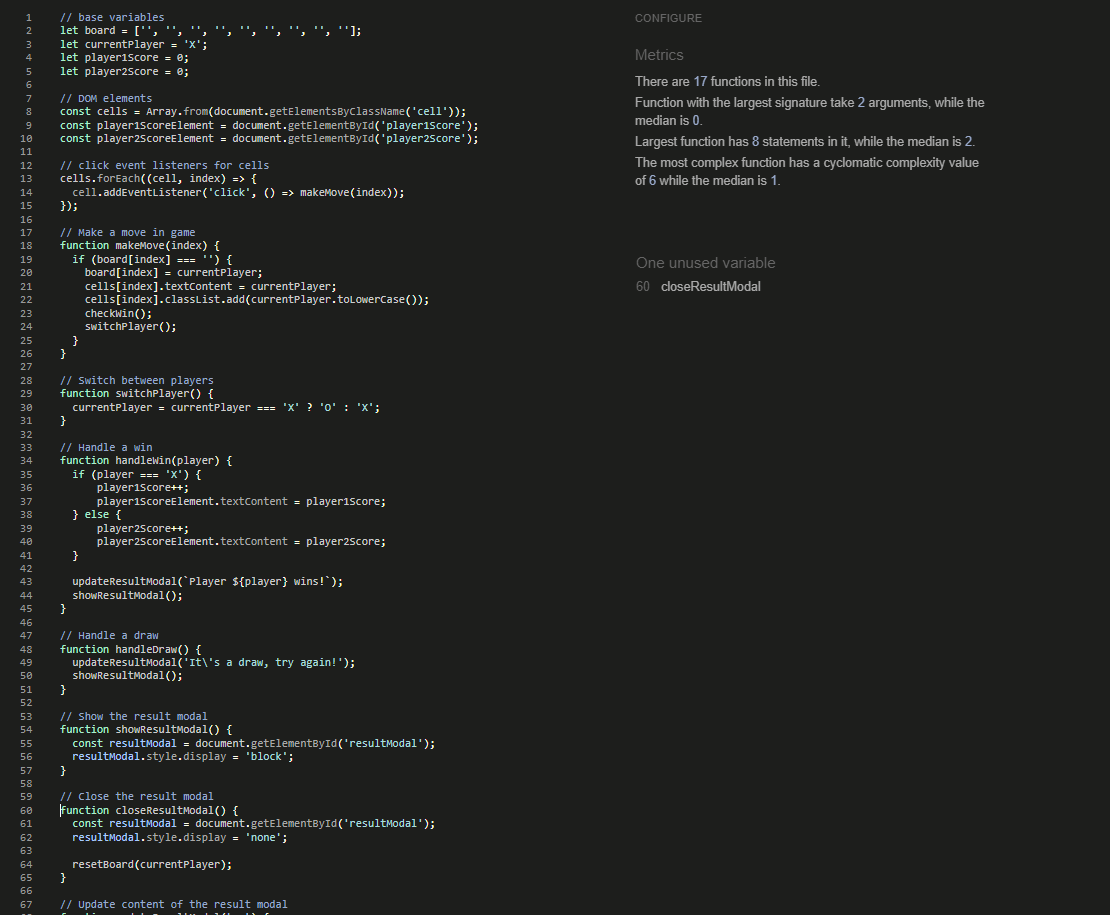 1 // base variables
2 let board = ['', '', '', '', '', '', '', '', ''];
3 let currentPlayer = 'X';
4 let player1Score = 0;
5 let player2Score = 0;
6
7 // DOM elements
8 const cells = Array.from(document.getElementsByClassName('cell'));
9 const player1ScoreElement = document.getElementById('player1Score');
10 const player2ScoreElement = document.getElementById('player2Score');
11
12 // click event listeners for cells
13 cells.forEach((cell, index) => {
14   cell.addEventListener('click', () => makeMove(index));
15 });
16
17 // Make a move in game
18 function makeMove(index) {
19   if (board[index] === '') {
20     board[index] = currentPlayer;
21     cells[index].textContent = currentPlayer;
22     cells[index].classList.add(currentPlayer.toLowerCase());
23     checkWin();
24     switchPlayer();
25   }
26 }
27
28 // Switch between players
29 function switchPlayer() {
30   currentPlayer = currentPlayer === 'X' ? 'O' : 'X';
31 }
32
33 // Handle a win
34 function handleWin(player) {
35   if (player === 'X') {
36       player1Score++;
37       player1ScoreElement.textContent = player1Score;
38   } else {
39       player2Score++;
40       player2ScoreElement.textContent = player2Score;
41   }
42
43   updateResultModal(`Player ${player} wins!`);
44   showResultModal();
45 }
46
47 // Handle a draw
48 function handleDraw() {
49   updateResultModal('It\'s a draw, try again!');
50   showResultModal();
51 }
52
53 // Show the result modal
54 function showResultModal() {
55   const resultModal = document.getElementById('resultModal');
56   resultModal.style.display = 'block';
57 }
58
59 // Close the result modal
60 function closeResultModal() {
61   const resultModal = document.getElementById('resultModal');
62   resultModal.style.display = 'none';
63
64   resetBoard(currentPlayer);
65 }
66
67 // Update content of the result modal
CONFIGURE
Metrics
There are 17 functions in this file.
Function with the largest signature take 2 arguments, while the
median is 0.
Largest function has 8 statements in it, while the median is 2.
The most complex function has a cyclomatic complexity value
of 6 while the median is 1.
One unused variable
60 closeResultModal